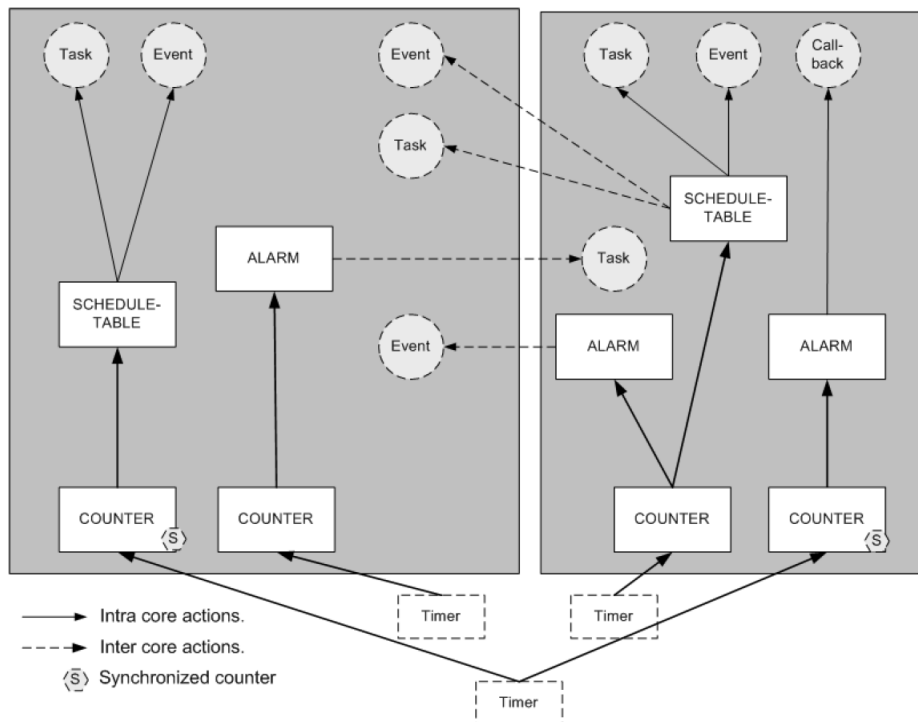 Task
Event
Event
Task
Event
Call-
back
Task
SCHEDULE-
TABLE
ALARM
Task
SCHEDULE-
TABLE
Event
ALARM
ALARM
COUNTER
S
COUNTER
COUNTER
COUNTER
S
Timer
Timer
Intra core actions.
Inter core actions.
S Synchronized counter
Timer